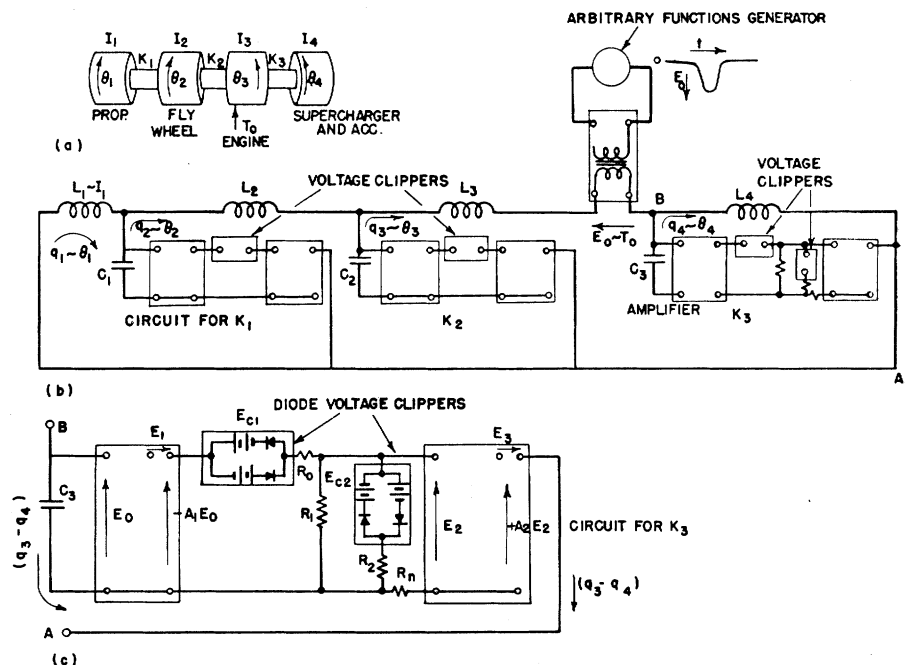 ARBITRARY FUNCTIONS GENERATOR
I1 I2 I3 I4
K1 K2 K3
θ1 θ2 θ3 θ4
PROP. FLY WHEEL T0 ENGINE SUPERCHARGER AND ACC.
(a)
t
E0
VOLTAGE CLIPPERS
VOLTAGE CLIPPERS
L1~I1 L2 L3 B L4
q1~θ1 q2~θ2 q3~θ3 E0~T0 q4~θ4
C1 C2 C3
CIRCUIT FOR K1 K2 AMPLIFIER K3
A
(b)
DIODE VOLTAGE CLIPPERS
B
E1 EC1 E3
R0
C3 EC2
(q3-q4) E0 A1E0 R1 E2 A2E2 CIRCUIT FOR K3
R2 Rn (q3-q4)
A
(c)